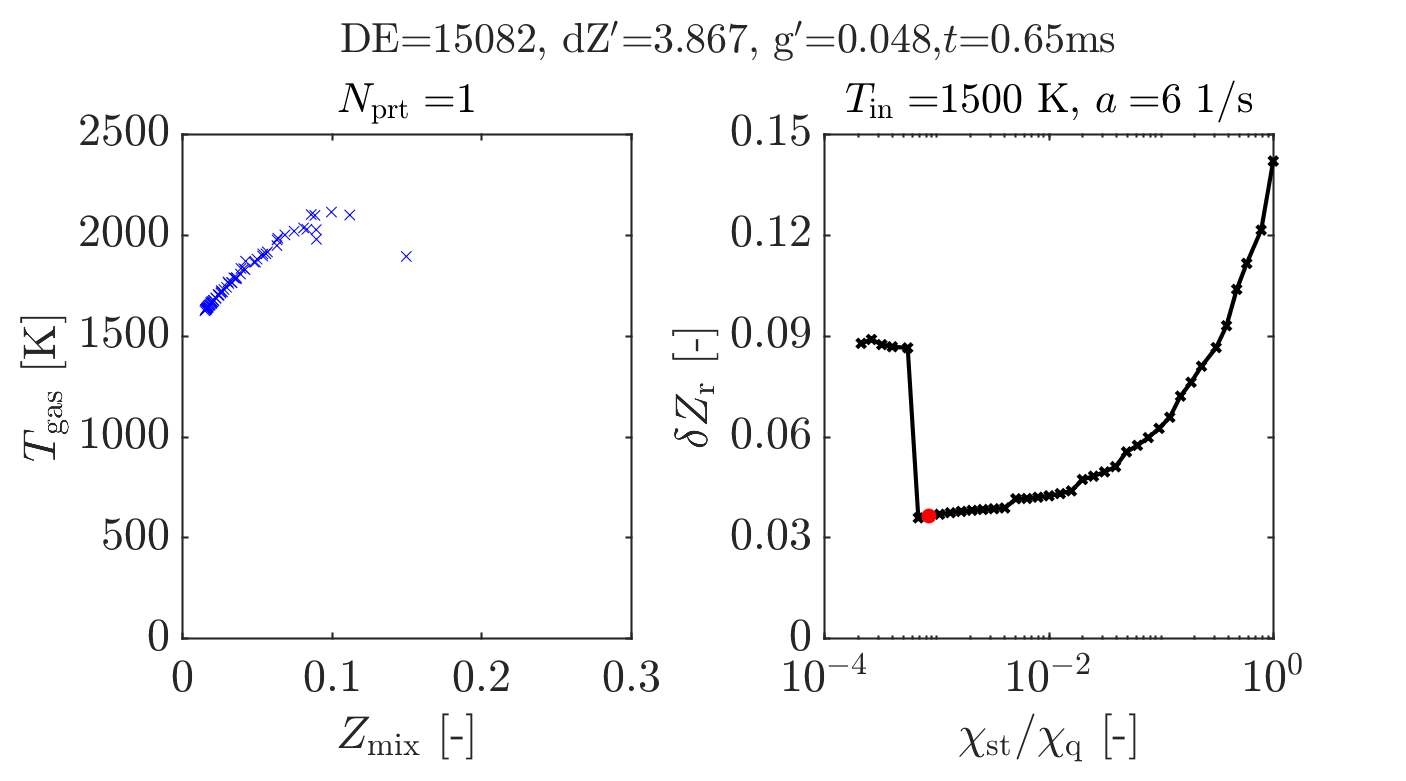 DE=15082, dZ′=3.867, g′=0.048,t=0.65ms
N_prt =1
T_in =1500 K, a =6 1/s
2500
2000
1500
1000
500
0
T_gas [K]
0 0.1 0.2 0.3
Z_mix [-]
0.15
0.12
0.09
0.06
0.03
0
δZ_r [-]
10⁻⁴ 10⁻² 10⁰
χ_st/χ_q [-]